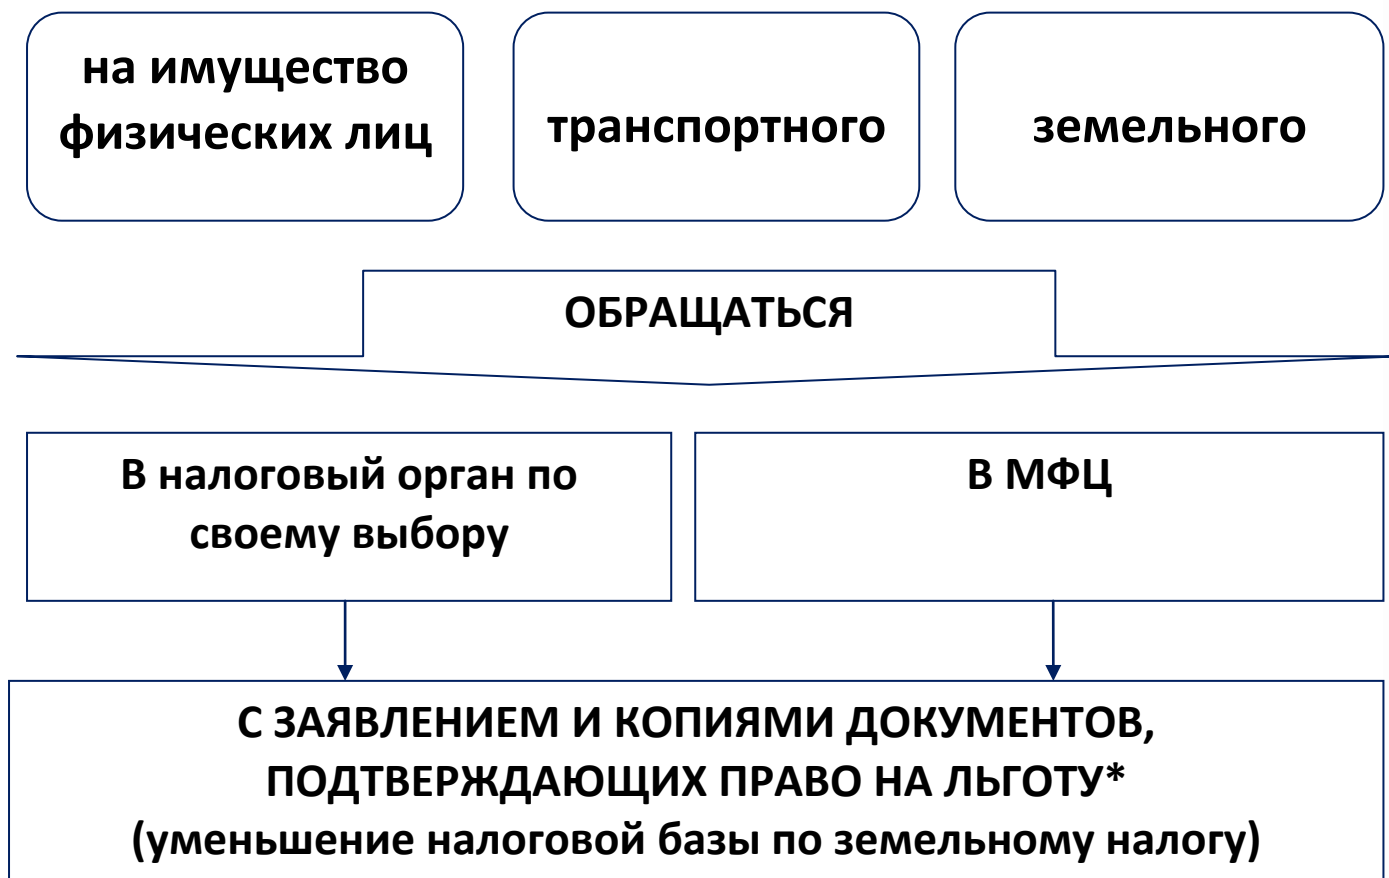 на имущество
физических лиц
транспортного
земельного
ОБРАЩАТЬСЯ
В налоговый орган по
своему выбору
В МФЦ
С ЗАЯВЛЕНИЕМ И КОПИЯМИ ДОКУМЕНТОВ,
ПОДТВЕРЖДАЮЩИХ ПРАВО НА ЛЬГОТУ*
(уменьшение налоговой базы по земельному налогу)